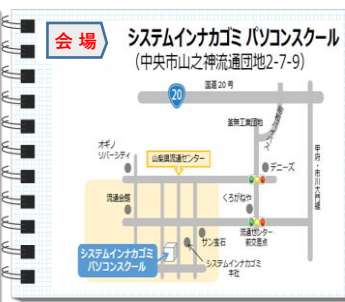 会 場
システムインナカゴミ パソコンスクール
(中央市山之神流通団地2-7-9)
国道 20 号
20
釜無工業団地
オギノ
リバーシティ
山梨県流通センター
デニーズ
甲府・市川大門線
流通会館
くろがねや
流通センター
前交差点
サン宝石
システムインナカゴミ
パソコンスクール
システムインナカゴミ
本社